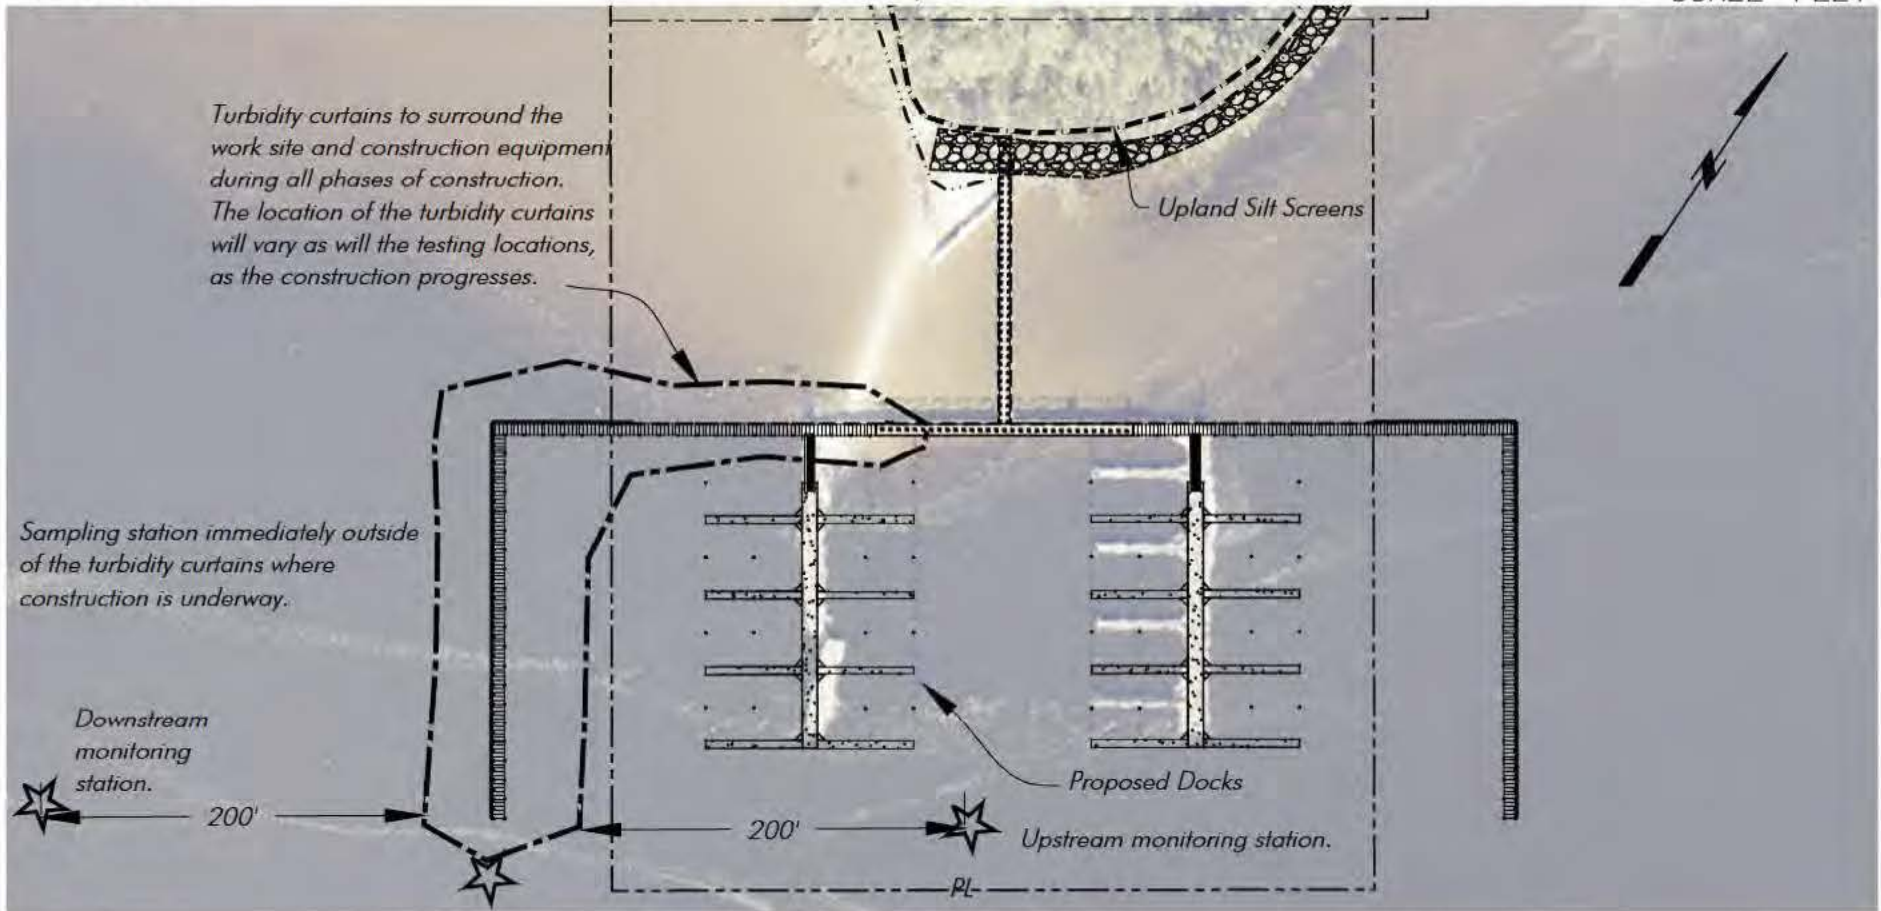 Turbidity curtains to surround the
work site and construction equipment
during all phases of construction.
The location of the turbidity curtains
will vary as will the testing locations,
as the construction progresses.
Upland Silt Screens
Sampling station immediately outside
of the turbidity curtains where
construction is underway.
Downstream
monitoring
station.
200'
200'
Proposed Docks
Upstream monitoring station.
PL